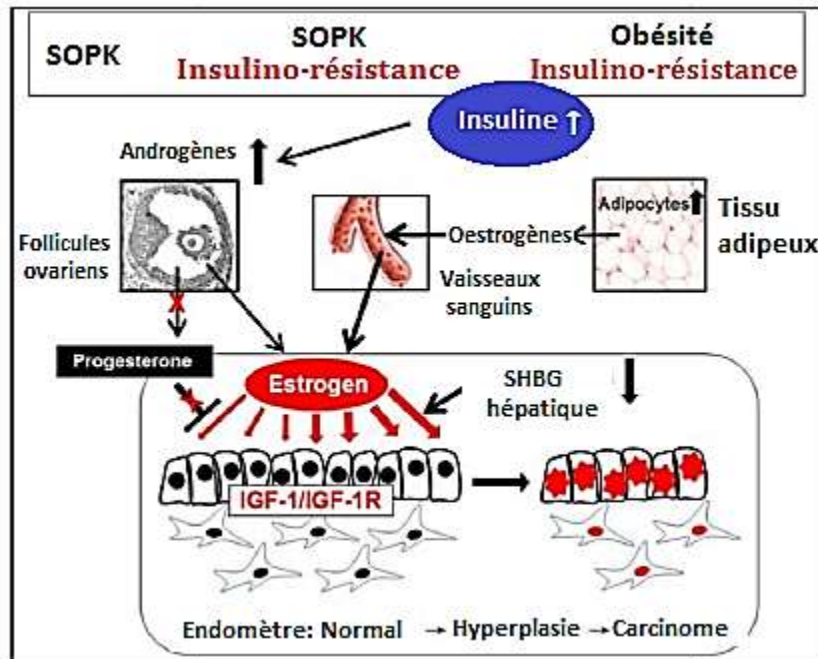 SOPK
SOPK
Insulino-résistance
Obésité
Insulino-résistance
Insuline ↑
Androgènes
Follicules
ovariens
Oestrogènes
Vaisseaux
sanguins
Adipocytes
Tissu
adipeux
Progesterone
Estrogen
SHBG
hépatique
IGF-1/IGF-1R
Endomètre: Normal → Hyperplasie → Carcinome